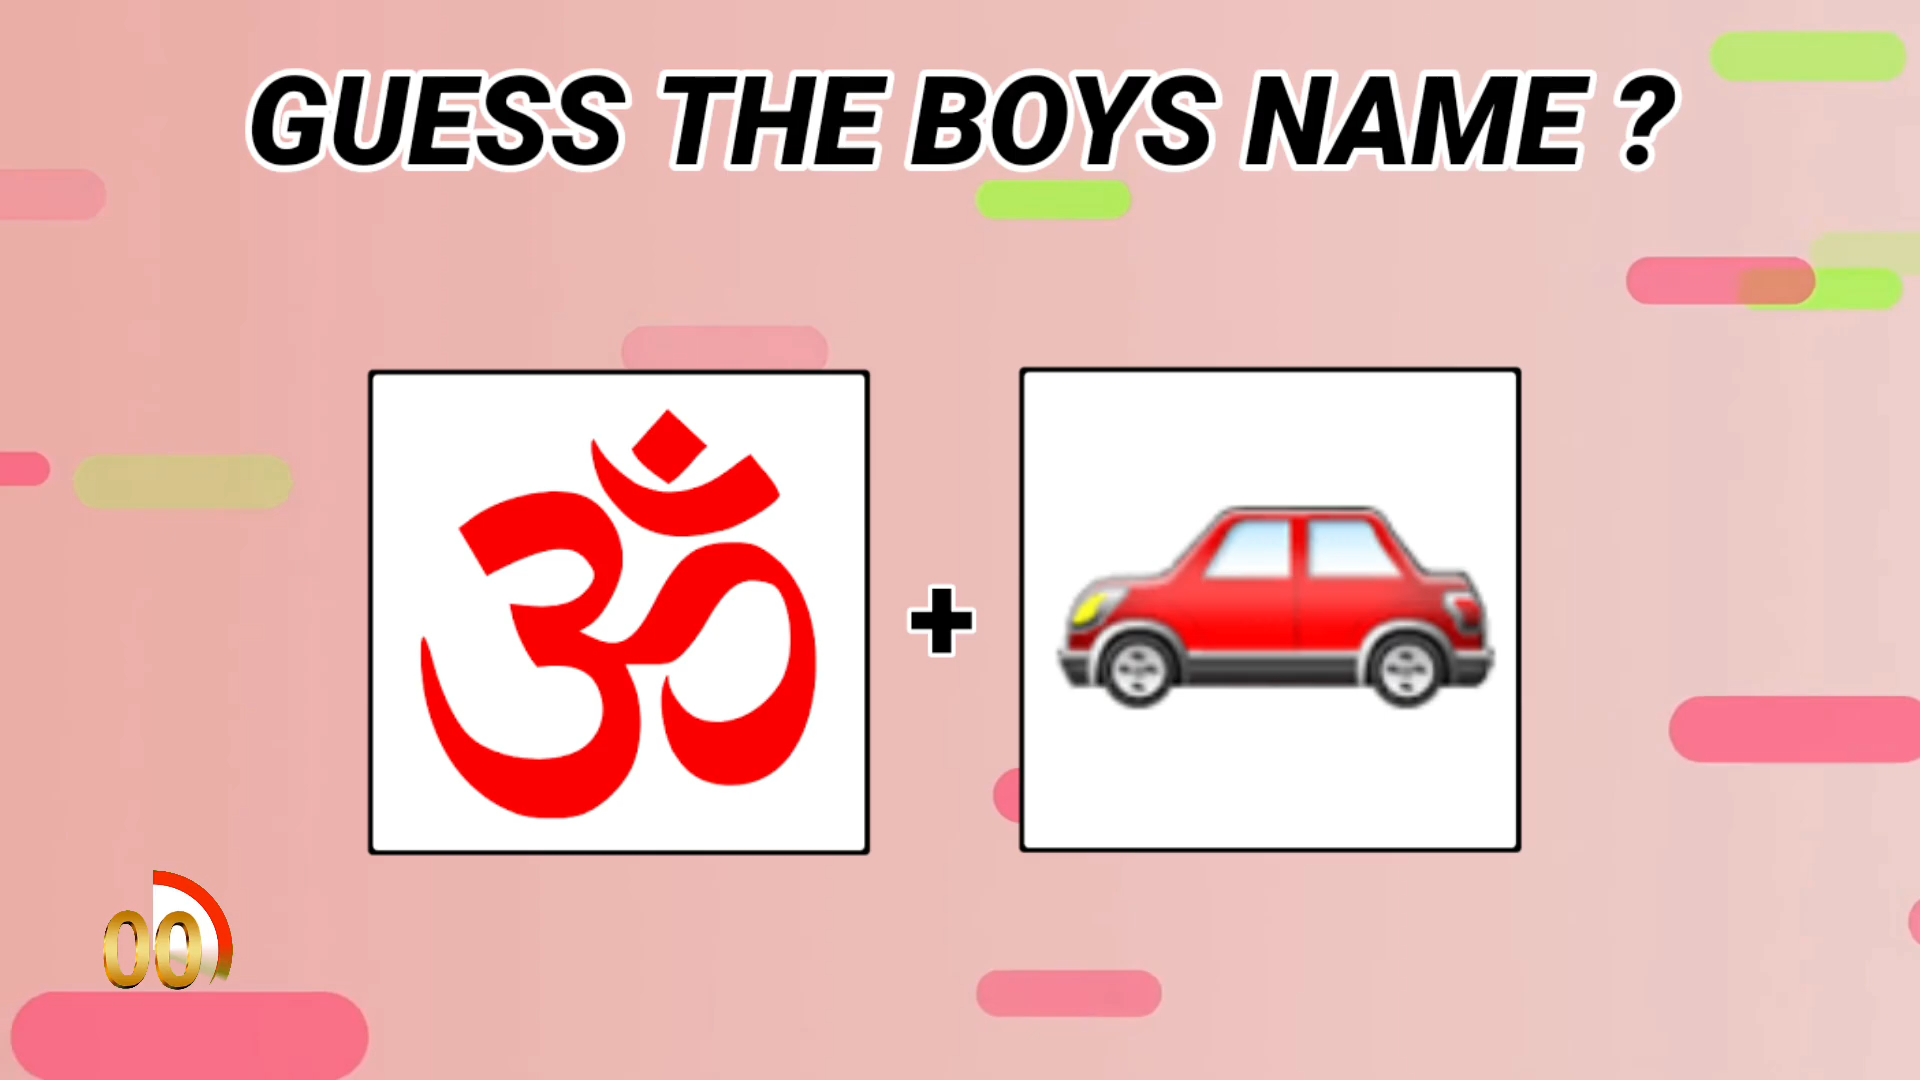 GUESS THE BOYS NAME ?
ॐ
+
00